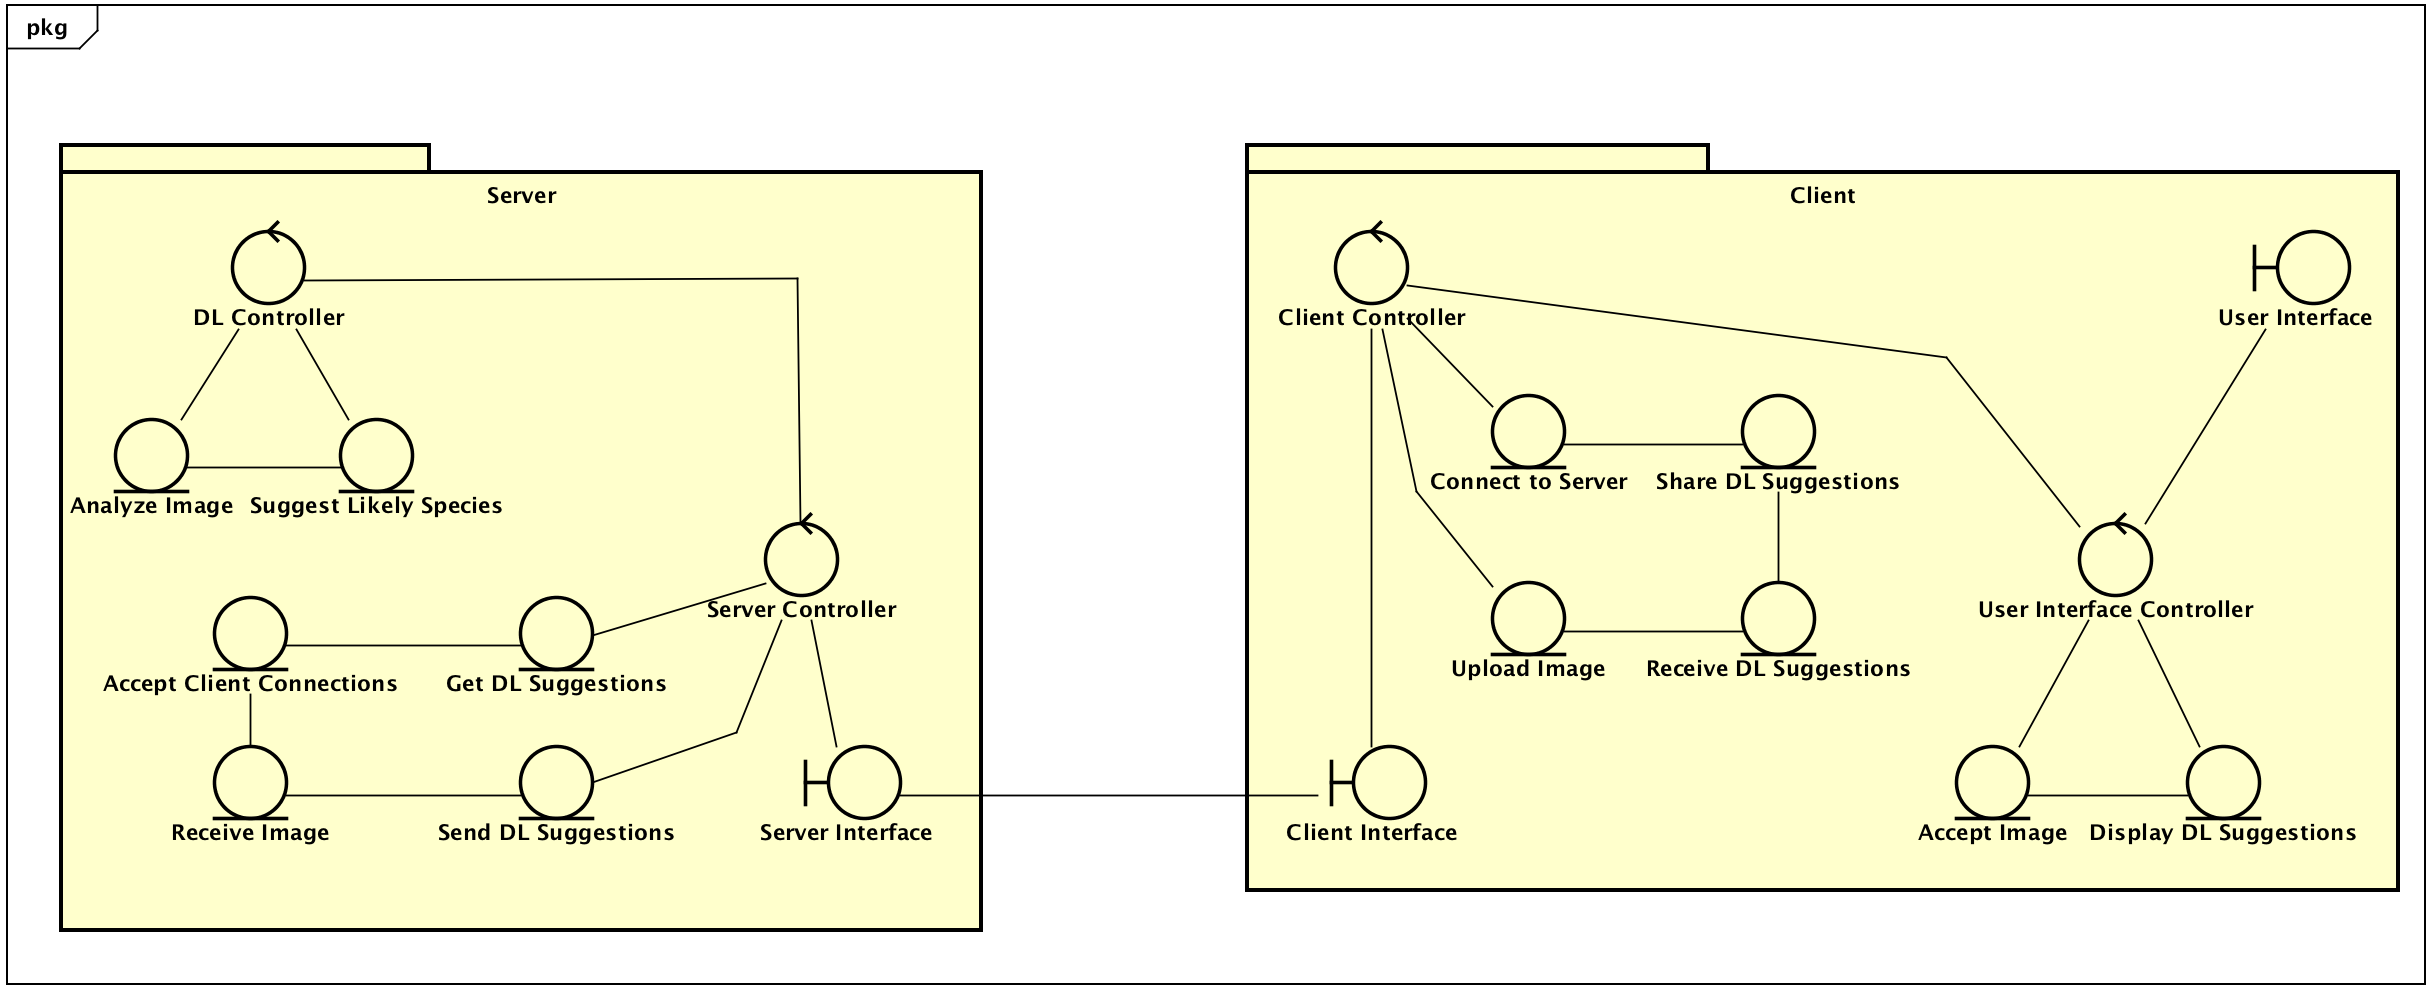 pkg
Server
DL Controller
Analyze Image
Suggest Likely Species
Server Controller
Accept Client Connections
Get DL Suggestions
Receive Image
Send DL Suggestions
Server Interface
Client
Client Controller
User Interface
Connect to Server
Share DL Suggestions
User Interface Controller
Upload Image
Receive DL Suggestions
Client Interface
Accept Image
Display DL Suggestions